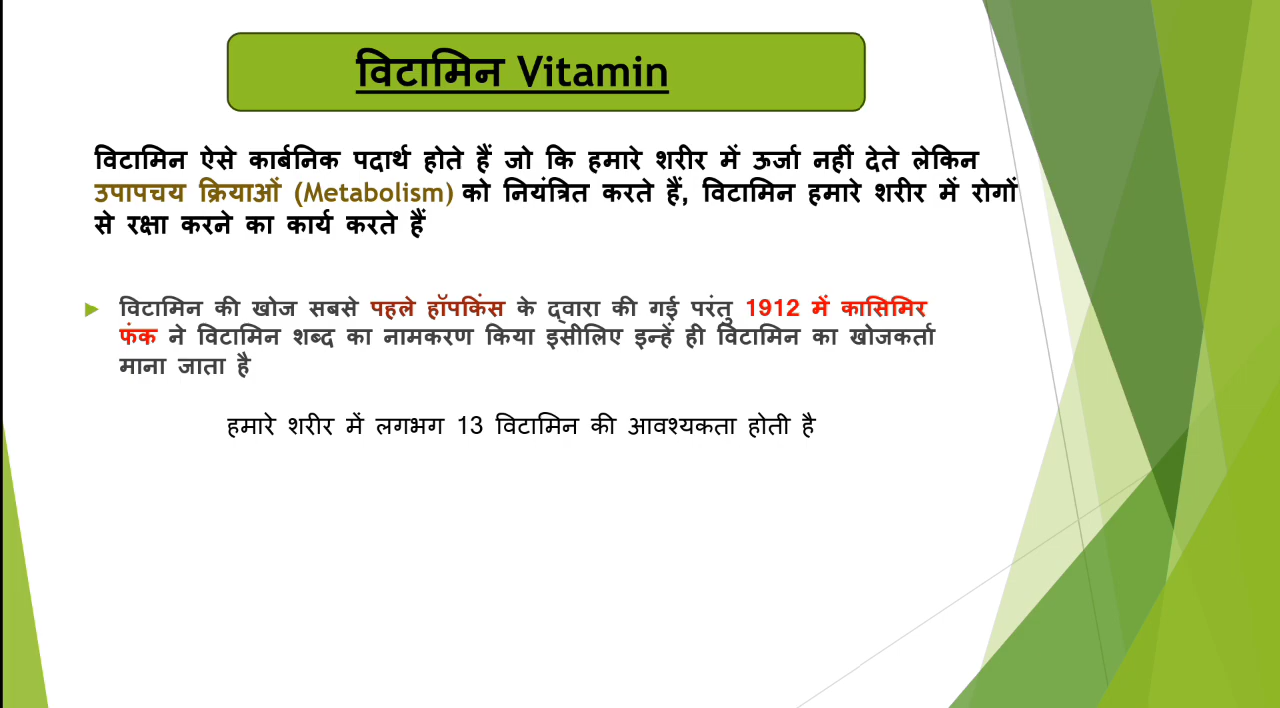 विटामिन Vitamin
विटामिन ऐसे कार्बनिक पदार्थ होते हैं जो कि हमारे शरीर में ऊर्जा नहीं देते लेकिन
उपापचय क्रियाओं (Metabolism) को नियंत्रित करते हैं, विटामिन हमारे शरीर में रोगों
से रक्षा करने का कार्य करते हैं
विटामिन की खोज सबसे पहले हॉपकिंस के द्वारा की गई परंतु 1912 में कासिमिर
फंक ने विटामिन शब्द का नामकरण किया इसीलिए इन्हें ही विटामिन का खोजकर्ता
माना जाता है
हमारे शरीर में लगभग 13 विटामिन की आवश्यकता होती है